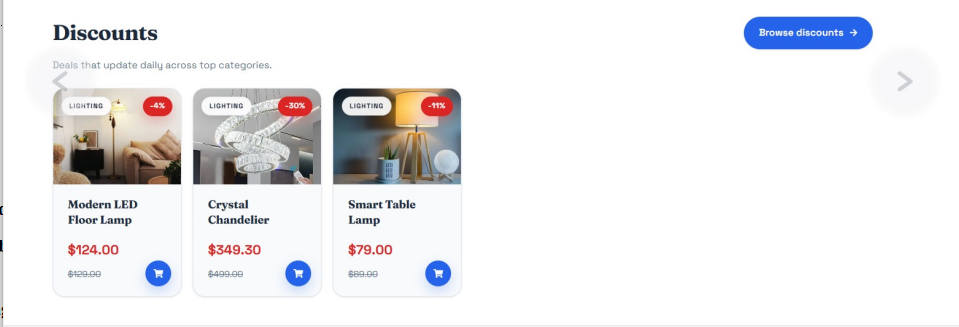 Discounts
Browse discounts →
Deals that update daily across top categories.
LIGHTING
-4%
LIGHTING
-30%
LIGHTING
-11%
Modern LED
Floor Lamp
$124.00
$129.00
Crystal
Chandelier
$349.30
$499.00
Smart Table
Lamp
$79.00
$89.00